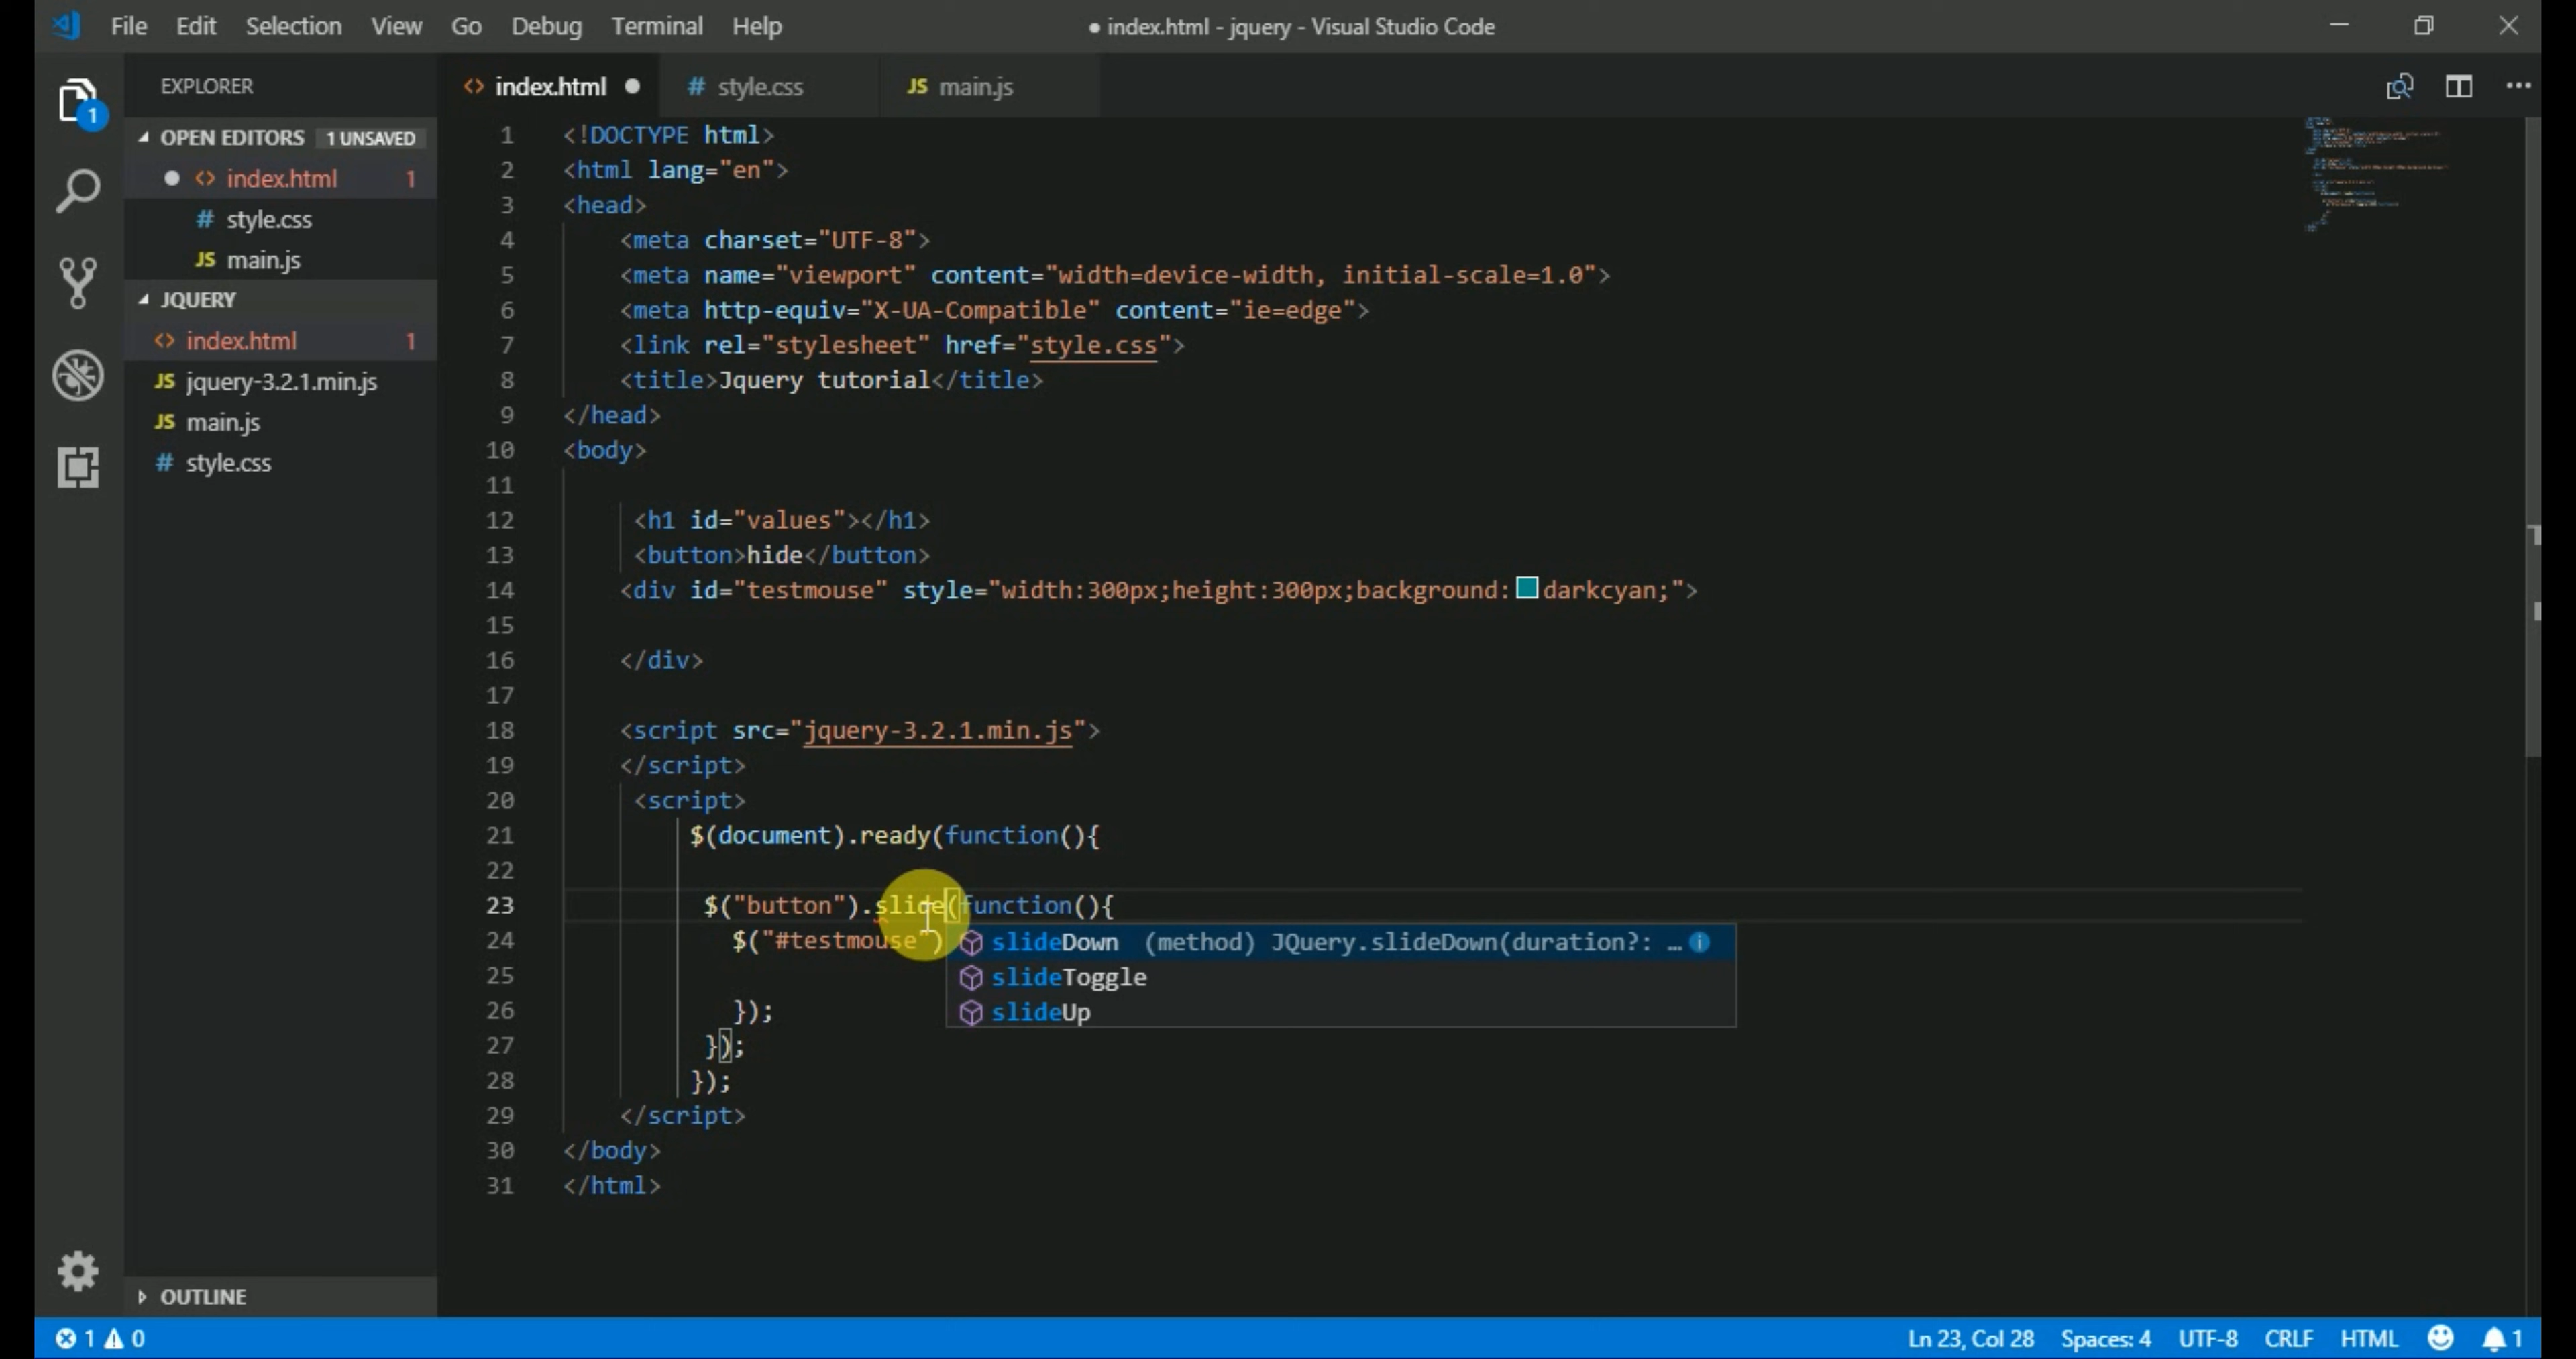 File Edit Selection View Go Debug Terminal Help
● index.html - jquery - Visual Studio Code
EXPLORER
OPEN EDITORS 1 UNSAVED
index.html 1
style.css
main.js
JQUERY
index.html 1
jquery-3.2.1.min.js
main.js
style.css
OUTLINE
index.html style.css main.js
1 <!DOCTYPE html>
2 <html lang="en">
3 <head>
4 <meta charset="UTF-8">
5 <meta name="viewport" content="width=device-width, initial-scale=1.0">
6 <meta http-equiv="X-UA-Compatible" content="ie=edge">
7 <link rel="stylesheet" href="style.css">
8 <title>Jquery tutorial</title>
9 </head>
10 <body>
11
12 <h1 id="values"></h1>
13 <button>hide</button>
14 <div id="testmouse" style="width:300px;height:300px;background:darkcyan;">
15
16 </div>
17
18 <script src="jquery-3.2.1.min.js">
19 </script>
20 <script>
21 $(document).ready(function(){
22
23 $("button").slide(function(){
24 $("#testmouse")
25
26 });
27 });
28 });
29 </script>
30 </body>
31 </html>
slideDown (method) JQuery.slideDown(duration?: …
slideToggle
slideUp
1 0
Ln 23, Col 28 Spaces: 4 UTF-8 CRLF HTML 1